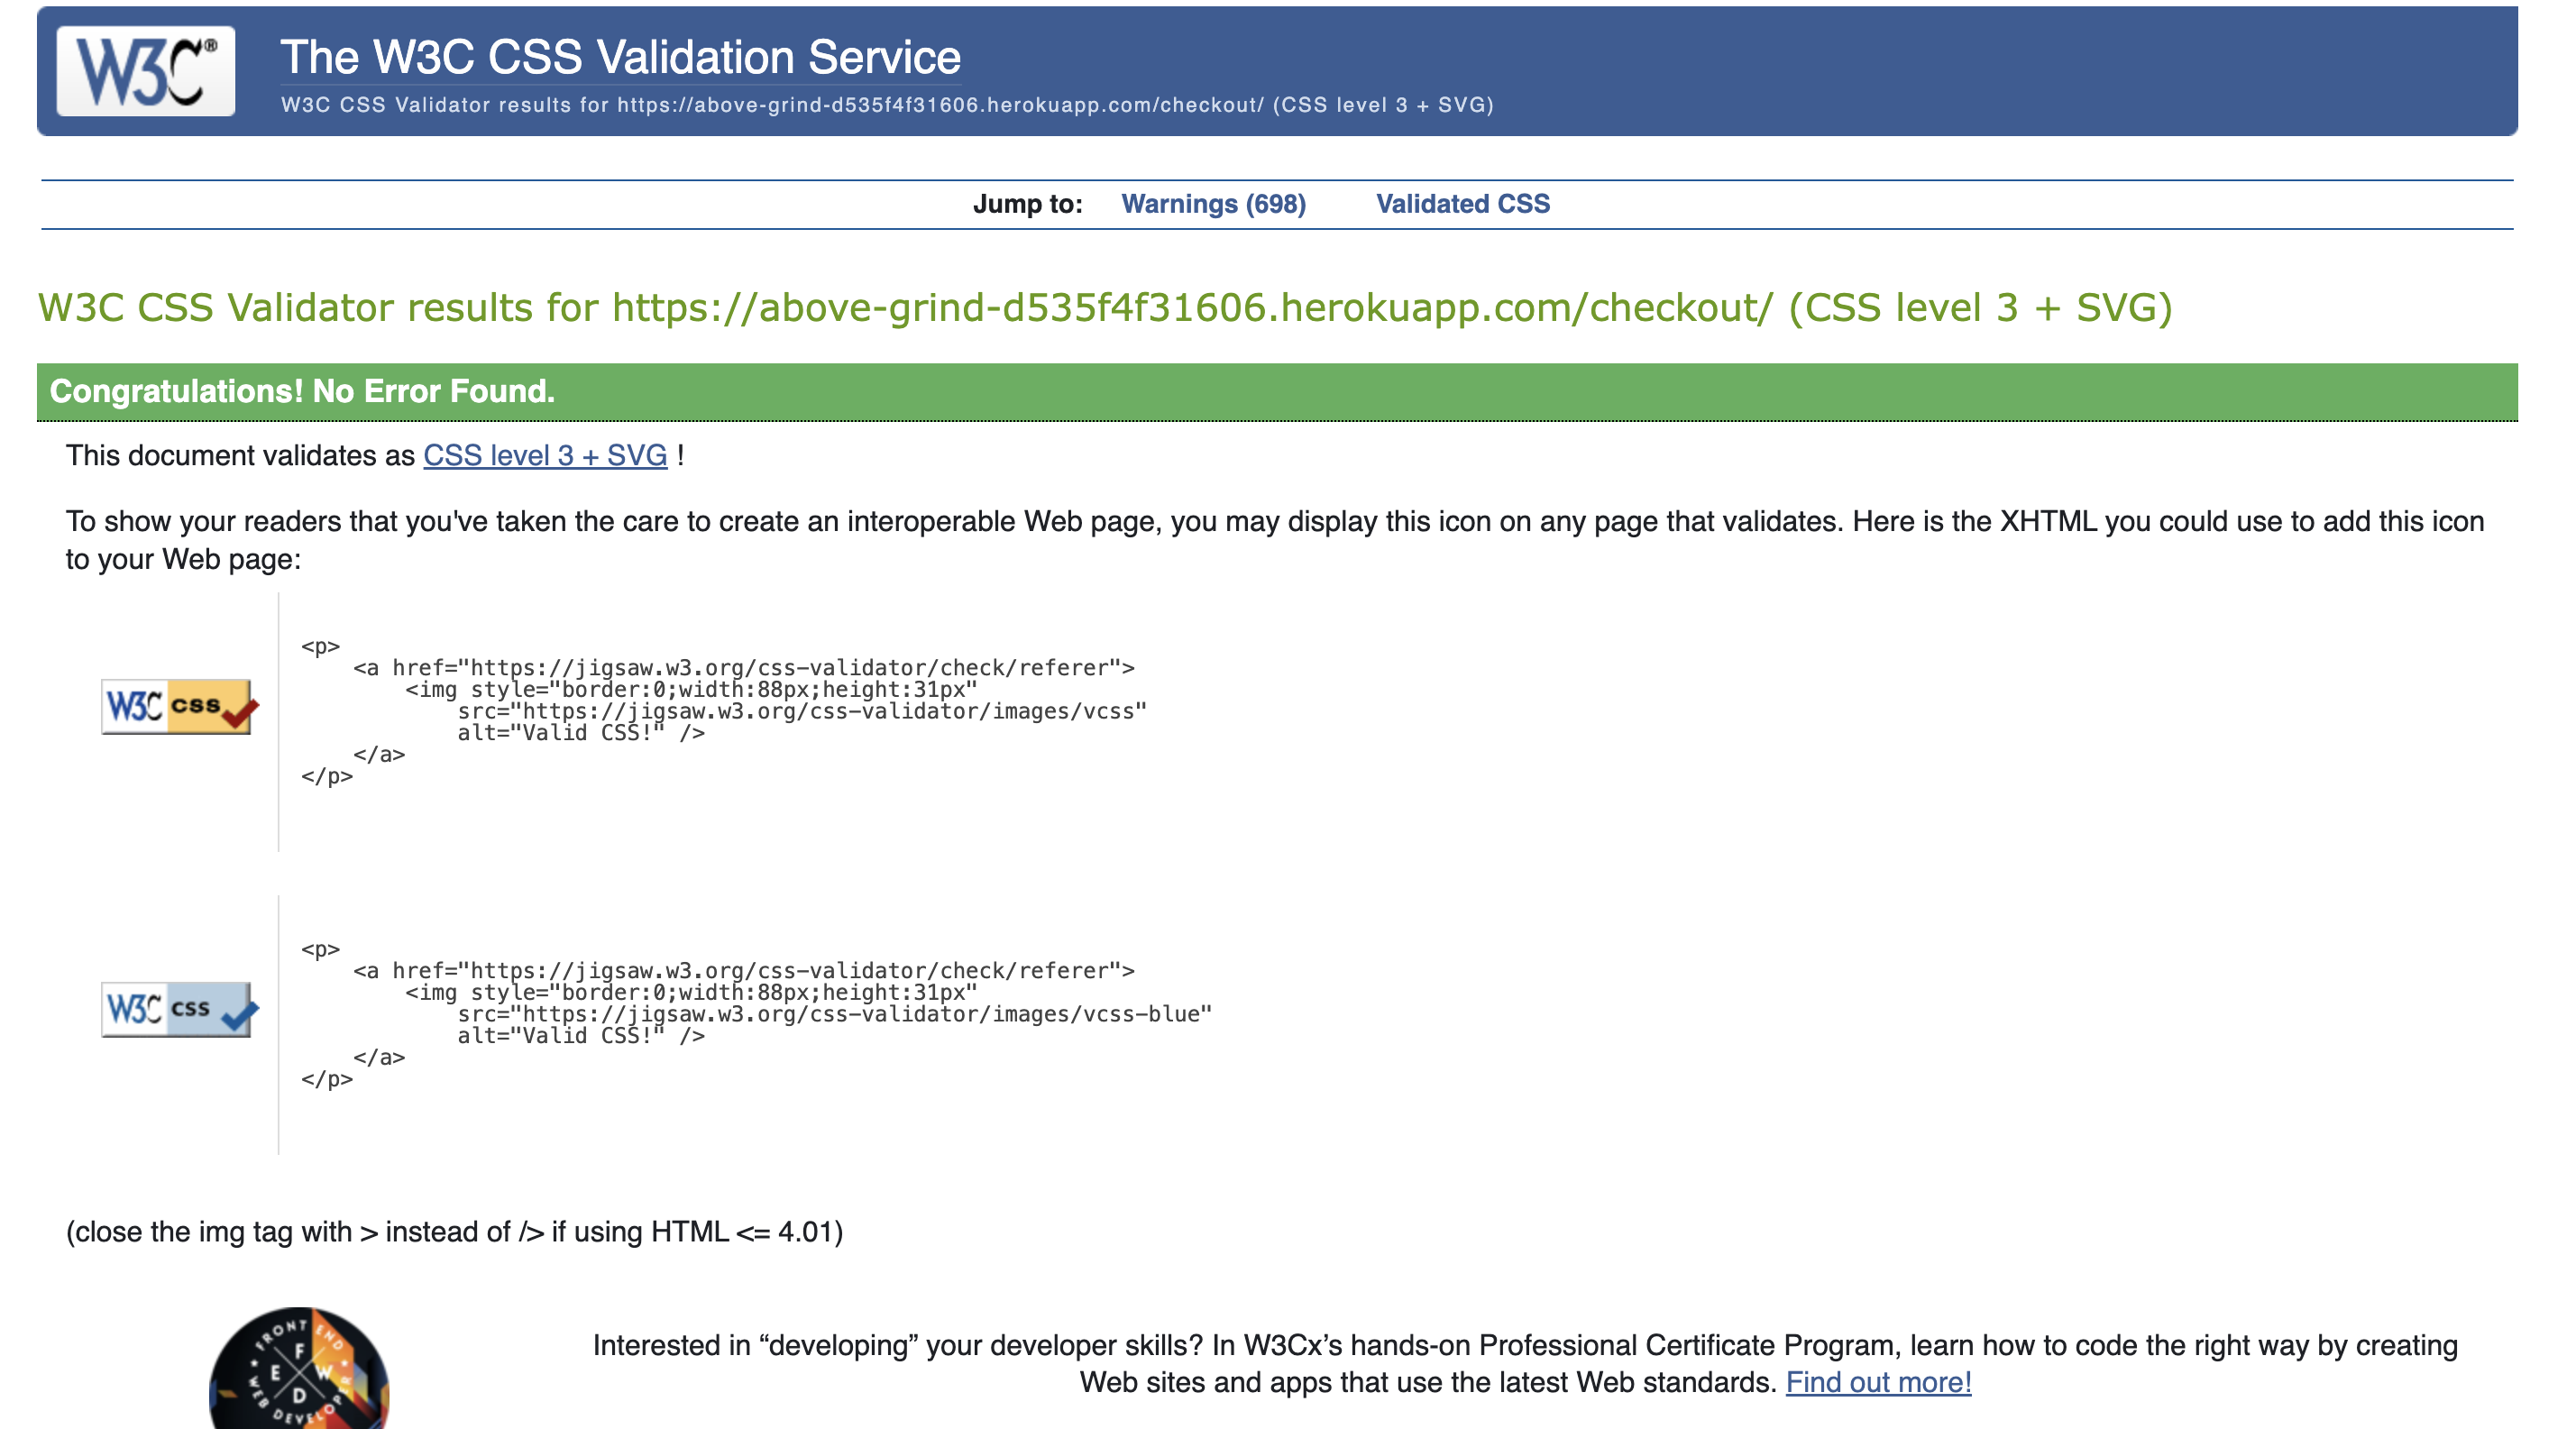 W3C®
The W3C CSS Validation Service
W3C CSS Validator results for https://above-grind-d535f4f31606.herokuapp.com/checkout/ (CSS level 3 + SVG)
Jump to: Warnings (698) Validated CSS
W3C CSS Validator results for https://above-grind-d535f4f31606.herokuapp.com/checkout/ (CSS level 3 + SVG)
Congratulations! No Error Found.
This document validates as CSS level 3 + SVG !
To show your readers that you've taken the care to create an interoperable Web page, you may display this icon on any page that validates. Here is the XHTML you could use to add this icon
to your Web page:
W3C css
<p>
    <a href="https://jigsaw.w3.org/css-validator/check/referer">
        <img style="border:0;width:88px;height:31px"
            src="https://jigsaw.w3.org/css-validator/images/vcss"
            alt="Valid CSS!" />
    </a>
</p>
W3C css
<p>
    <a href="https://jigsaw.w3.org/css-validator/check/referer">
        <img style="border:0;width:88px;height:31px"
            src="https://jigsaw.w3.org/css-validator/images/vcss-blue"
            alt="Valid CSS!" />
    </a>
</p>
(close the img tag with > instead of /> if using HTML <= 4.01)
FRONT END
WEB DEVELOPER
F
E W
D
Interested in “developing” your developer skills? In W3Cx’s hands-on Professional Certificate Program, learn how to code the right way by creating
Web sites and apps that use the latest Web standards. Find out more!